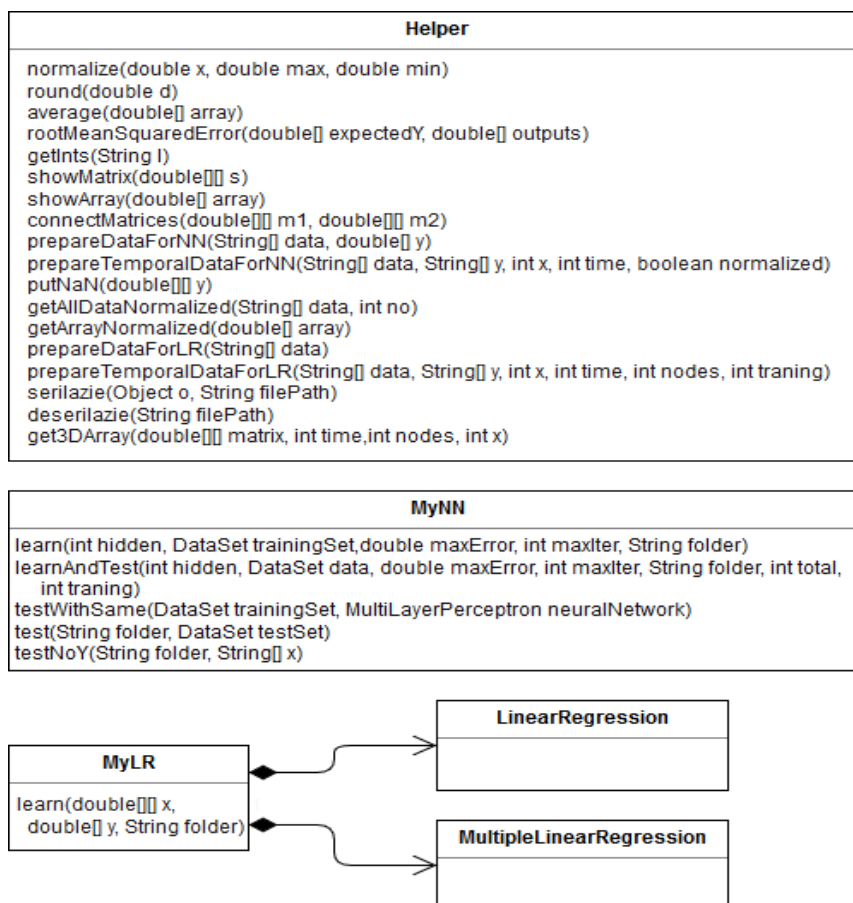 Helper
normalize(double x, double max, double min)
round(double d)
average(double[] array)
rootMeanSquaredError(double[] expectedY, double[] outputs)
getInts(String l)
showMatrix(double[][] s)
showArray(double[] array)
connectMatrices(double[][] m1, double[][] m2)
prepareDataForNN(String[] data, double[] y)
prepareTemporalDataForNN(String[] data, String[] y, int x, int time, boolean normalized)
putNaN(double[][] y)
getAllDataNormalized(String[] data, int no)
getArrayNormalized(double[] array)
prepareDataForLR(String[] data)
prepareTemporalDataForLR(String[] data, String[] y, int x, int time, int nodes, int traning)
serilazie(Object o, String filePath)
deserilazie(String filePath)
get3DArray(double[][] matrix, int time,int nodes, int x)
MyNN
learn(int hidden, DataSet trainingSet,double maxError, int maxIter, String folder)
learnAndTest(int hidden, DataSet data, double maxError, int maxIter, String folder, int total,
int traning)
testWithSame(DataSet trainingSet, MultiLayerPerceptron neuralNetwork)
test(String folder, DataSet testSet)
testNoY(String folder, String[] x)
LinearRegression
MyLR
learn(double[][] x,
double[] y, String folder)
MultipleLinearRegression